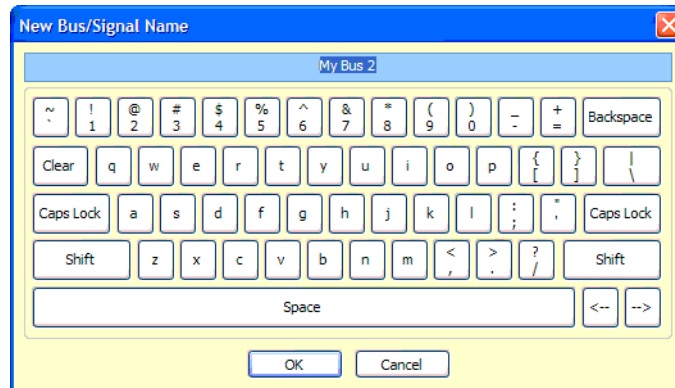 New Bus/Signal Name
My Bus 2
~ ! @ # $ % ^ & * ( ) _ +
` 1 2 3 4 5 6 7 8 9 0 - = Backspace
Clear q w e r t y u i o p { } |
[ ] \
Caps Lock a s d f g h j k l : " Caps Lock
; '
Shift z x c v b n m < > ? Shift
, . /
Space <-- -->
OK Cancel